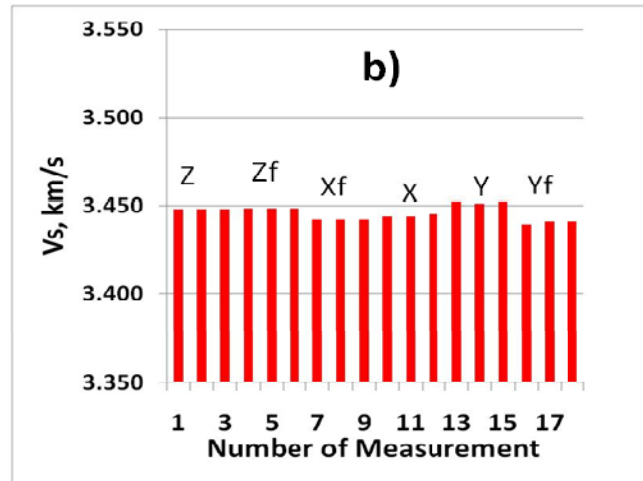 b)
3.550
3.500
3.450
3.400
3.350
Vs, km/s
Z Zf Xf X Y Yf
1 3 5 7 9 11 13 15 17
Number of Measurement